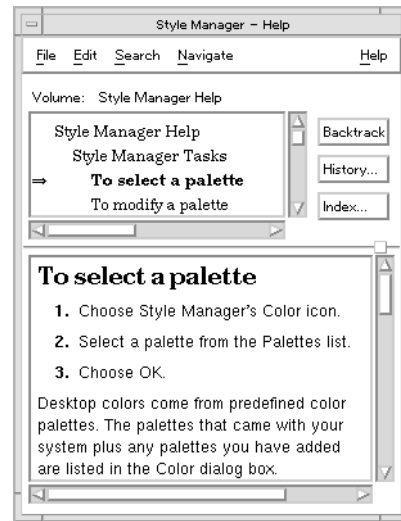 Style Manager – Help
File Edit Search Navigate Help
Volume: Style Manager Help
Style Manager Help
Style Manager Tasks
⇒ To select a palette
To modify a palette
Backtrack
History...
Index...
To select a palette
1. Choose Style Manager's Color icon.
2. Select a palette from the Palettes list.
3. Choose OK.
Desktop colors come from predefined color
palettes. The palettes that came with your
system plus any palettes you have added
are listed in the Color dialog box.